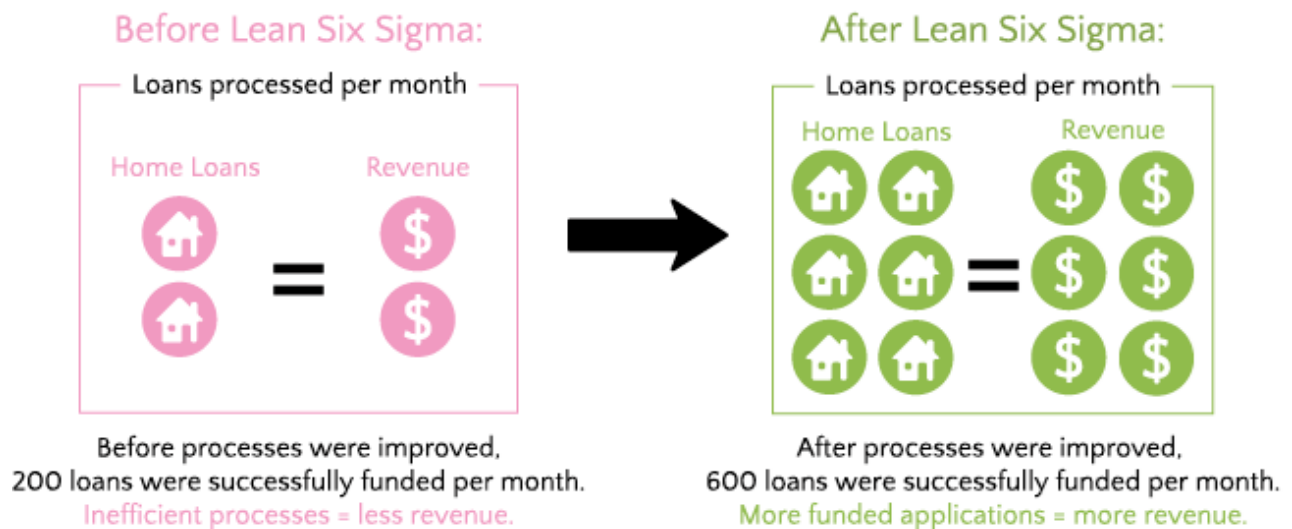 Before Lean Six Sigma:
Loans processed per month
Home Loans
Revenue
$
=
$
Before processes were improved,
200 loans were successfully funded per month.
Inefficient processes = less revenue.
After Lean Six Sigma:
Loans processed per month
Home Loans
Revenue
$ $
=
$ $
$ $
After processes were improved,
600 loans were successfully funded per month.
More funded applications = more revenue.